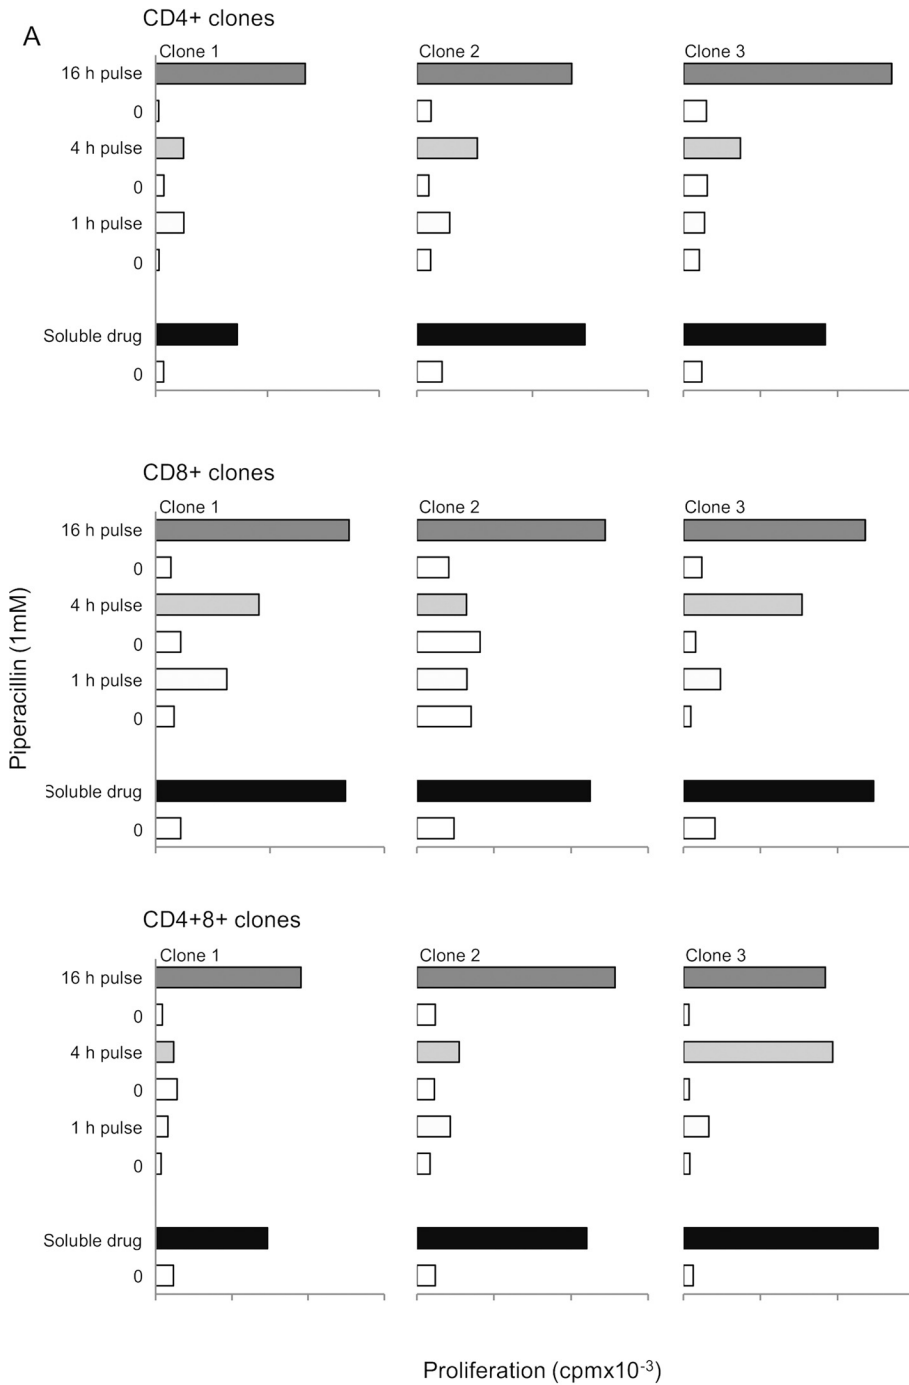 A
CD4+ clones
Clone 1
Clone 2
Clone 3
16 h pulse
0
4 h pulse
0
1 h pulse
0
Soluble drug
0
CD8+ clones
Clone 1
Clone 2
Clone 3
16 h pulse
0
4 h pulse
0
1 h pulse
0
Soluble drug
0
CD4+8+ clones
Clone 1
Clone 2
Clone 3
16 h pulse
0
4 h pulse
0
1 h pulse
0
Soluble drug
0
Piperacillin (1mM)
Proliferation (cpmx10⁻³)